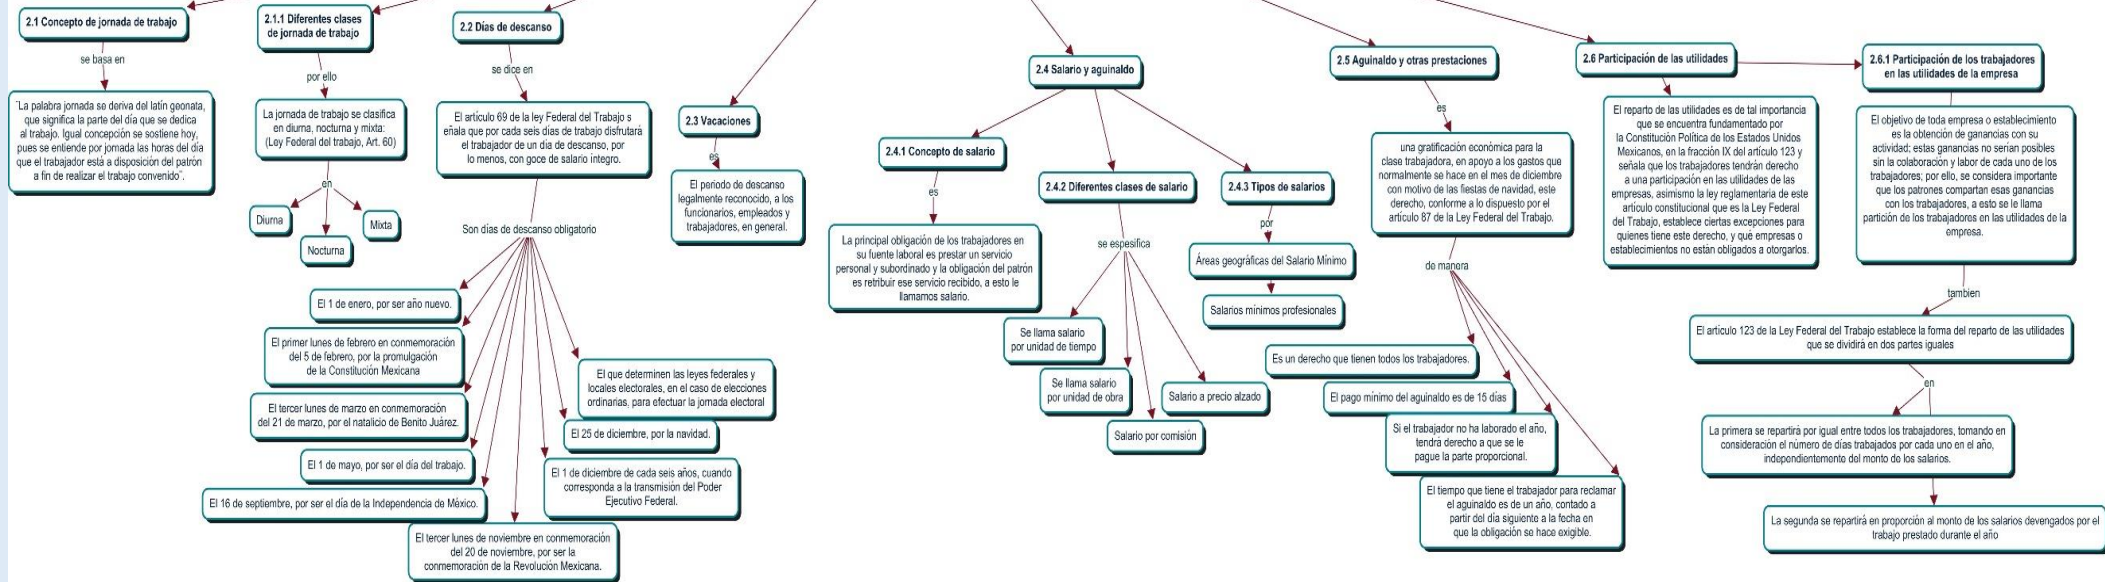 2.1 Concepto de jornada de trabajo
se basa en
¨La palabra jornada se deriva del latín geonata,
que significa la parte del día que se dedica
al trabajo. Igual concepción se sostiene hoy,
pues se entiende por jornada las horas del día
que el trabajador está a disposición del patrón
a fin de realizar el trabajo convenido¨.
2.1.1 Diferentes clases
de jornada de trabajo
por ello
La jornada de trabajo se clasifica
en diurna, nocturna y mixta:
(Ley Federal del trabajo, Art. 60)
en
Diurna
Nocturna
Mixta
2.2 Días de descanso
se dice en
El artículo 69 de la ley Federal del Trabajo s
eñala que por cada seis días de trabajo disfrutará
el trabajador de un día de descanso, por
lo menos, con goce de salario íntegro.
Son días de descanso obligatorio
El 1 de enero, por ser año nuevo.
El primer lunes de febrero en conmemoración
del 5 de febrero, por la promulgación
de la Constitución Mexicana
El tercer lunes de marzo en conmemoración
del 21 de marzo, por el natalicio de Benito Juárez.
El 1 de mayo, por ser el día del trabajo.
El 16 de septiembre, por ser el día de la Independencia de México.
El tercer lunes de noviembre en conmemoración
del 20 de noviembre, por ser la
conmemoración de la Revolución Mexicana.
El 1 de diciembre de cada seis años, cuando
corresponda a la transmisión del Poder
Ejecutivo Federal.
El 25 de diciembre, por la navidad.
El que determinen las leyes federales y
locales electorales, en el caso de elecciones
ordinarias, para efectuar la jornada electoral
2.3 Vacaciones
es
El periodo de descanso
legalmente reconocido, a los
funcionarios, empleados y
trabajadores, en general.
2.4 Salario y aguinaldo
2.4.1 Concepto de salario
es
La principal obligación de los trabajadores en
su fuente laboral es prestar un servicio
personal y subordinado y la obligación del patrón
es retribuir ese servicio recibido, a esto le
llamamos salario.
2.4.2 Diferentes clases de salario
se espesifica
Se llama salario
por unidad de tiempo
Se llama salario
por unidad de obra
Salario por comisión
Salario a precio alzado
2.4.3 Tipos de salarios
por
Áreas geográficas del Salario Mínimo
Salarios mínimos profesionales
2.5 Aguinaldo y otras prestaciones
es
una gratificación económica para la
clase trabajadora, en apoyo a los gastos que
normalmente se hace en el mes de diciembre
con motivo de las fiestas de navidad, este
derecho, conforme a lo dispuesto por el
artículo 87 de la Ley Federal del Trabajo.
de manera
Es un derecho que tienen todos los trabajadores.
El pago mínimo del aguinaldo es de 15 días
Si el trabajador no ha laborado el año,
tendrá derecho a que se le
pague la parte proporcional.
El tiempo que tiene el trabajador para reclamar
el aguinaldo es de un año, contado a
partir del día siguiente a la fecha en
que la obligación se hace exigible.
2.6 Participación de las utilidades
El reparto de las utilidades es de tal importancia
que se encuentra fundamentado por
la Constitución Política de los Estados Unidos
Mexicanos, en la fracción IX del artículo 123 y
señala que los trabajadores tendrán derecho
a una participación en las utilidades de las
empresas, asimismo la ley reglamentaria de este
artículo constitucional que es la Ley Federal
del Trabajo, establece ciertas excepciones para
quienes tiene este derecho, y qué empresas o
establecimientos no están obligados a otorgarlos.
2.6.1 Participación de los trabajadores
en las utilidades de la empresa
El objetivo de toda empresa o establecimiento
es la obtención de ganancias con su
actividad; estas ganancias no serían posibles
sin la colaboración y labor de cada uno de los
trabajadores; por ello, se considera importante
que los patrones compartan esas ganancias
con los trabajadores, a esto se le llama
partición de los trabajadores en las utilidades de la
empresa.
tambien
El artículo 123 de la Ley Federal del Trabajo establece la forma del reparto de las utilidades
que se dividirá en dos partes iguales
en
La primera se repartirá por igual entre todos los trabajadores, tomando en
consideración el número de días trabajados por cada uno en el año,
independientemente del monto de los salarios.
La segunda se repartirá en proporción al monto de los salarios devengados por el
trabajo prestado durante el año